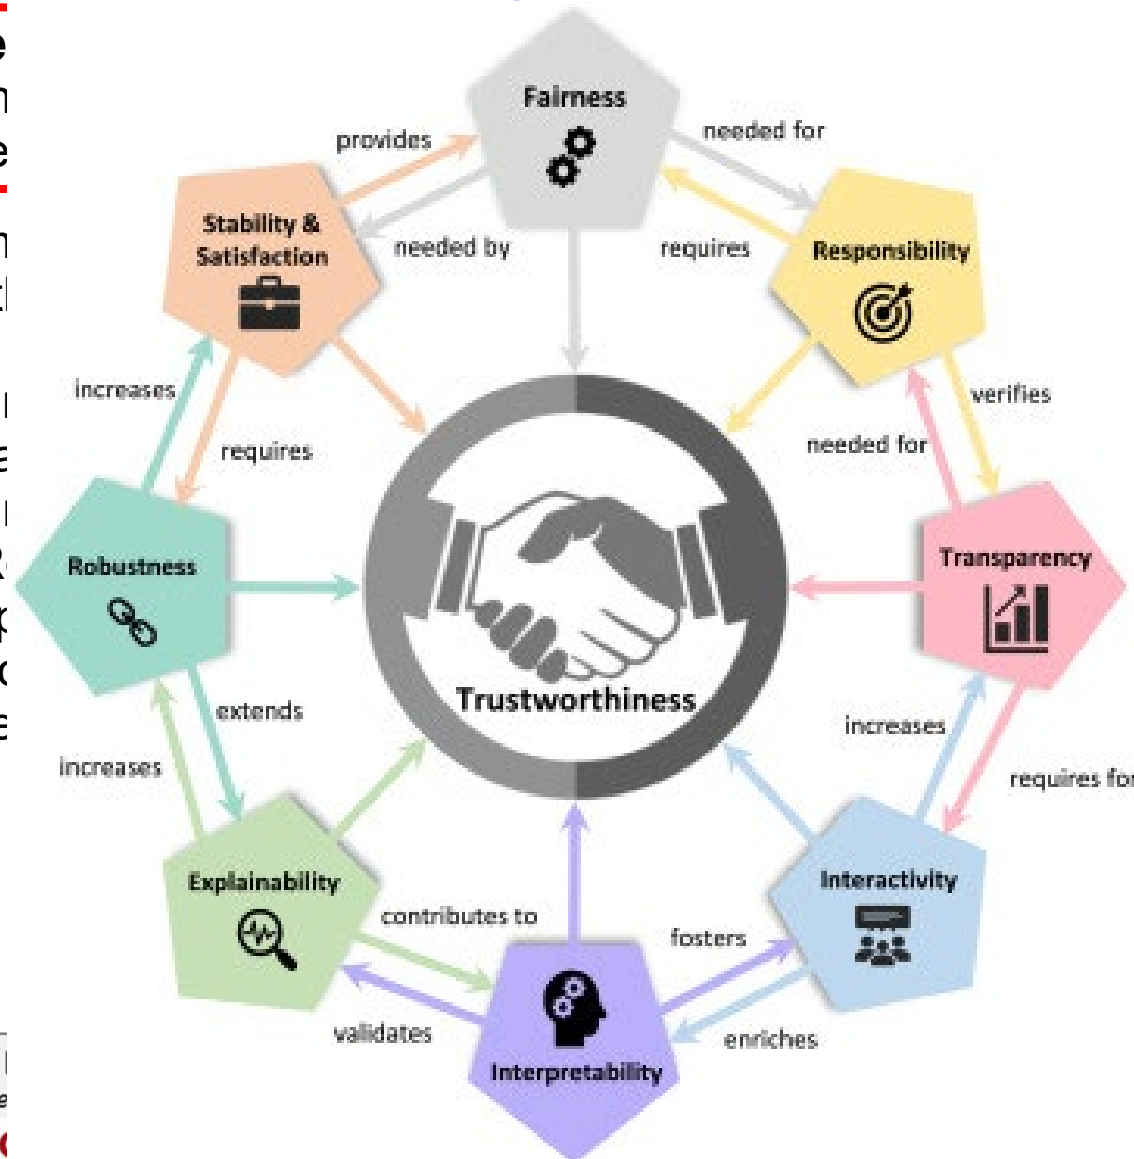 Fairness
provides
needed for
Stability &
Satisfaction
needed by
requires
Responsibility
increases
requires
verifies
needed for
Robustness
Transparency
Trustworthiness
extends
increases
increases
requires for
Explainability
Interactivity
contributes to
fosters
validates
enriches
Interpretability